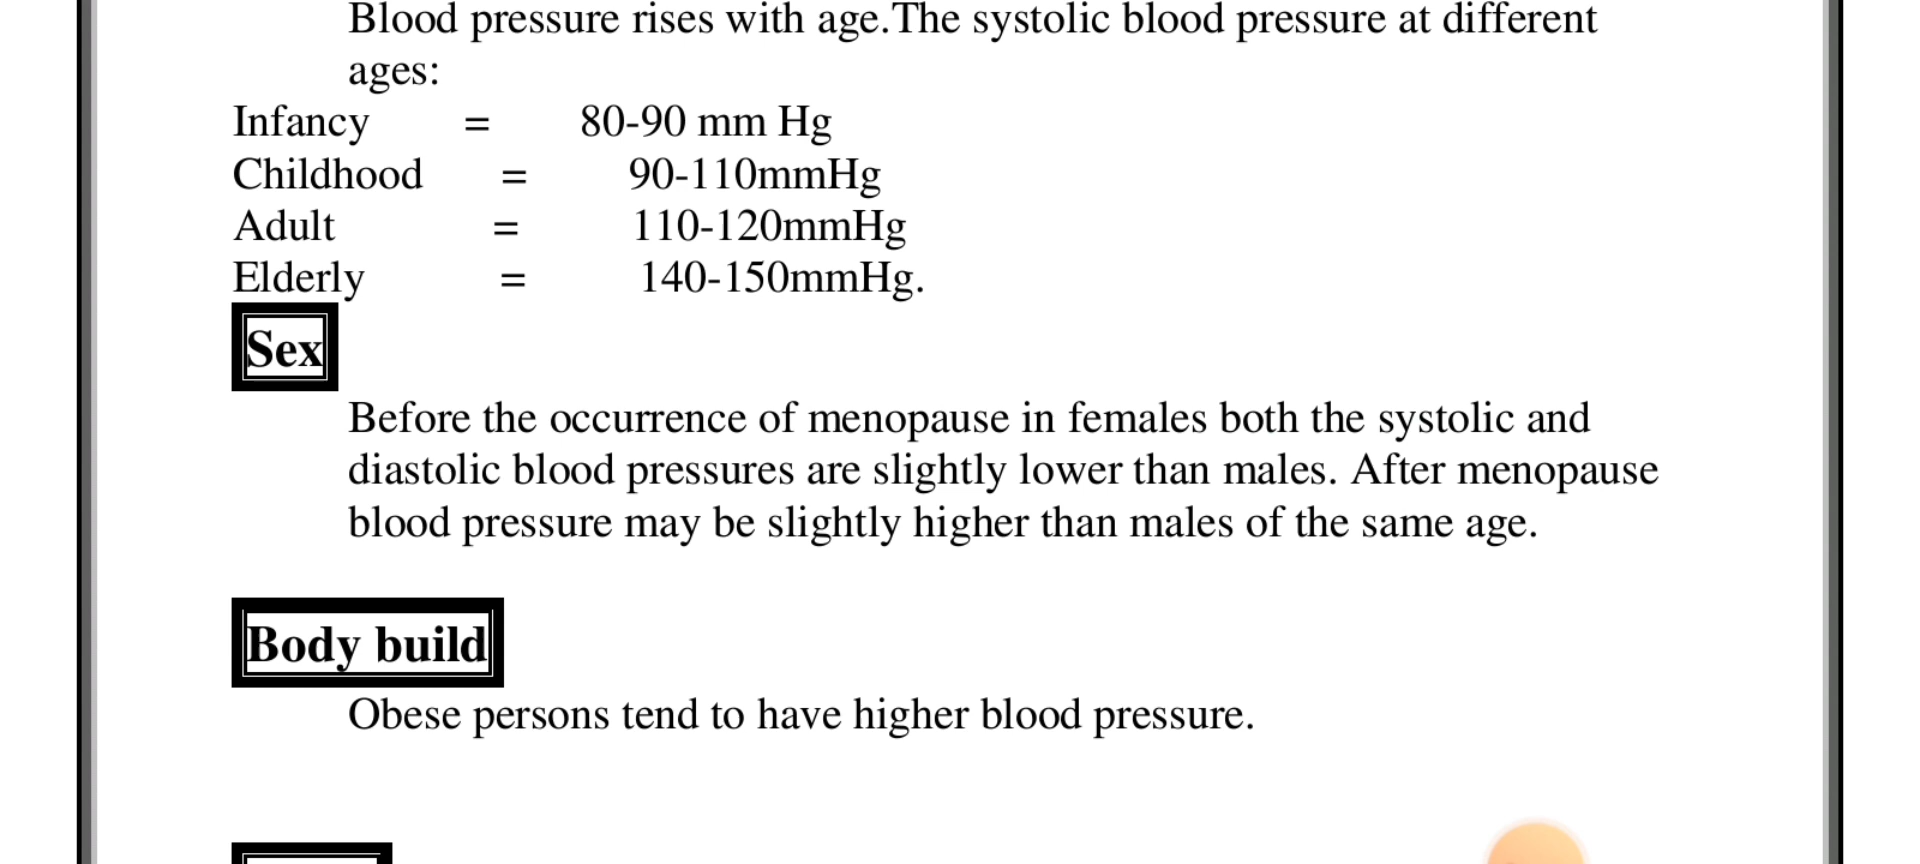 Blood pressure rises with age.The systolic blood pressure at different
ages:
Infancy = 80-90 mm Hg
Childhood = 90-110mmHg
Adult = 110-120mmHg
Elderly = 140-150mmHg.
Sex
Before the occurrence of menopause in females both the systolic and
diastolic blood pressures are slightly lower than males. After menopause
blood pressure may be slightly higher than males of the same age.
Body build
Obese persons tend to have higher blood pressure.